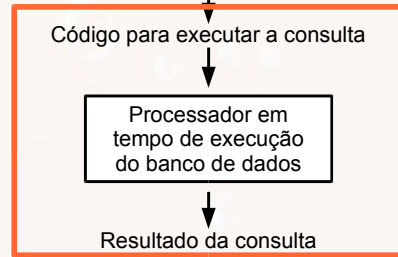 Código para executar a consulta
Processador em
tempo de execução
do banco de dados
Resultado da consulta